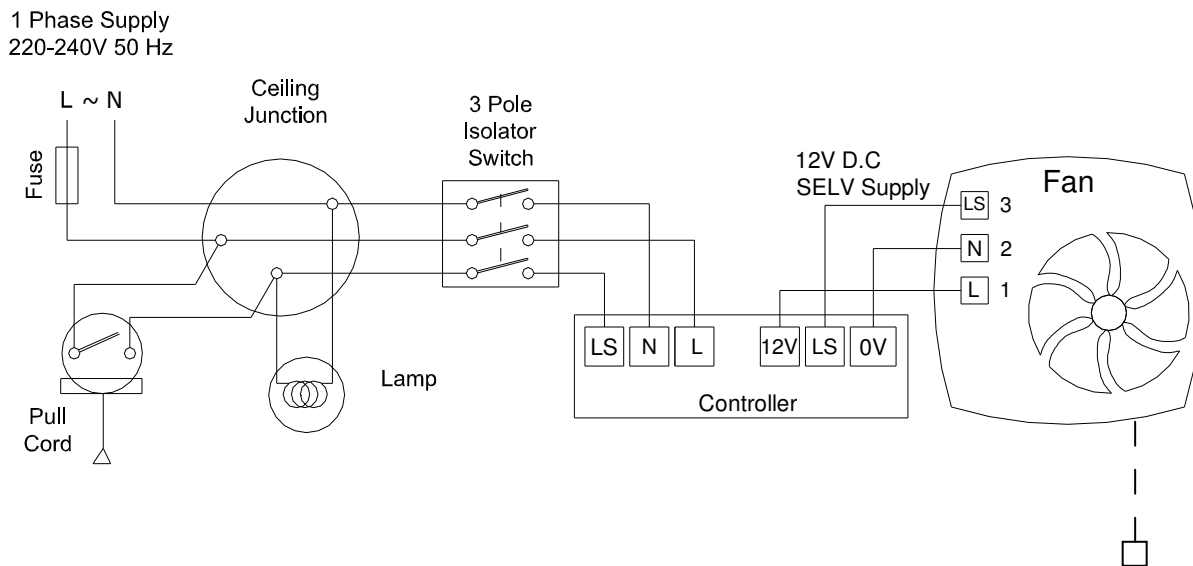 1 Phase Supply
220-240V 50 Hz
L ~ N
Fuse
Ceiling
Junction
3 Pole
Isolator
Switch
12V D.C
SELV Supply
Fan
LS 3
N 2
L 1
LS N L 12V LS 0V
Controller
Lamp
Pull
Cord